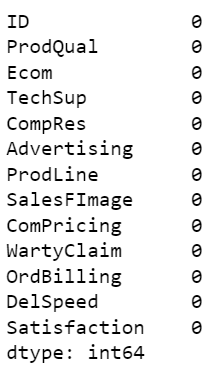 ID 0
ProdQual 0
Ecom 0
TechSup 0
CompRes 0
Advertising 0
ProdLine 0
SalesFImage 0
ComPricing 0
WartyClaim 0
OrdBilling 0
DelSpeed 0
Satisfaction 0
dtype: int64